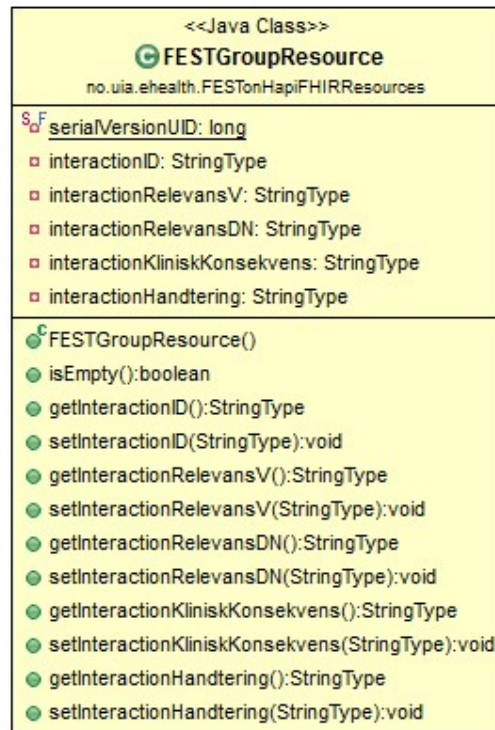 <<Java Class>>
FESTGroupResource
no.uia.ehealth.FESTonHapiFHIRResources
serialVersionUID: long
interactionID: StringType
interactionRelevansV: StringType
interactionRelevansDN: StringType
interactionKliniskKonsekvens: StringType
interactionHandtering: StringType
FESTGroupResource()
isEmpty():boolean
getInteractionID():StringType
setInteractionID(StringType):void
getInteractionRelevansV():StringType
setInteractionRelevansV(StringType):void
getInteractionRelevansDN():StringType
setInteractionRelevansDN(StringType):void
getInteractionKliniskKonsekvens():StringType
setInteractionKliniskKonsekvens(StringType):void
getInteractionHandtering():StringType
setInteractionHandtering(StringType):void